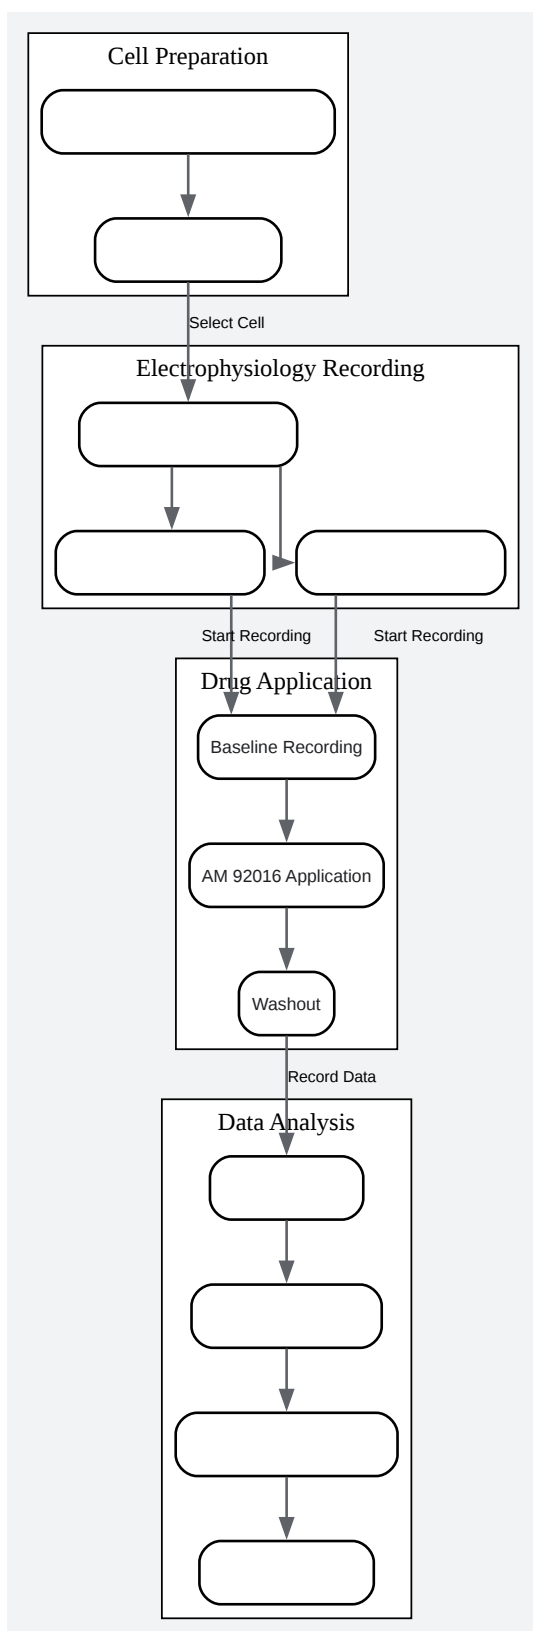 Cell Preparation
Select Cell
Electrophysiology Recording
Start Recording
Start Recording
Drug Application
Baseline Recording
AM 92016 Application
Washout
Record Data
Data Analysis